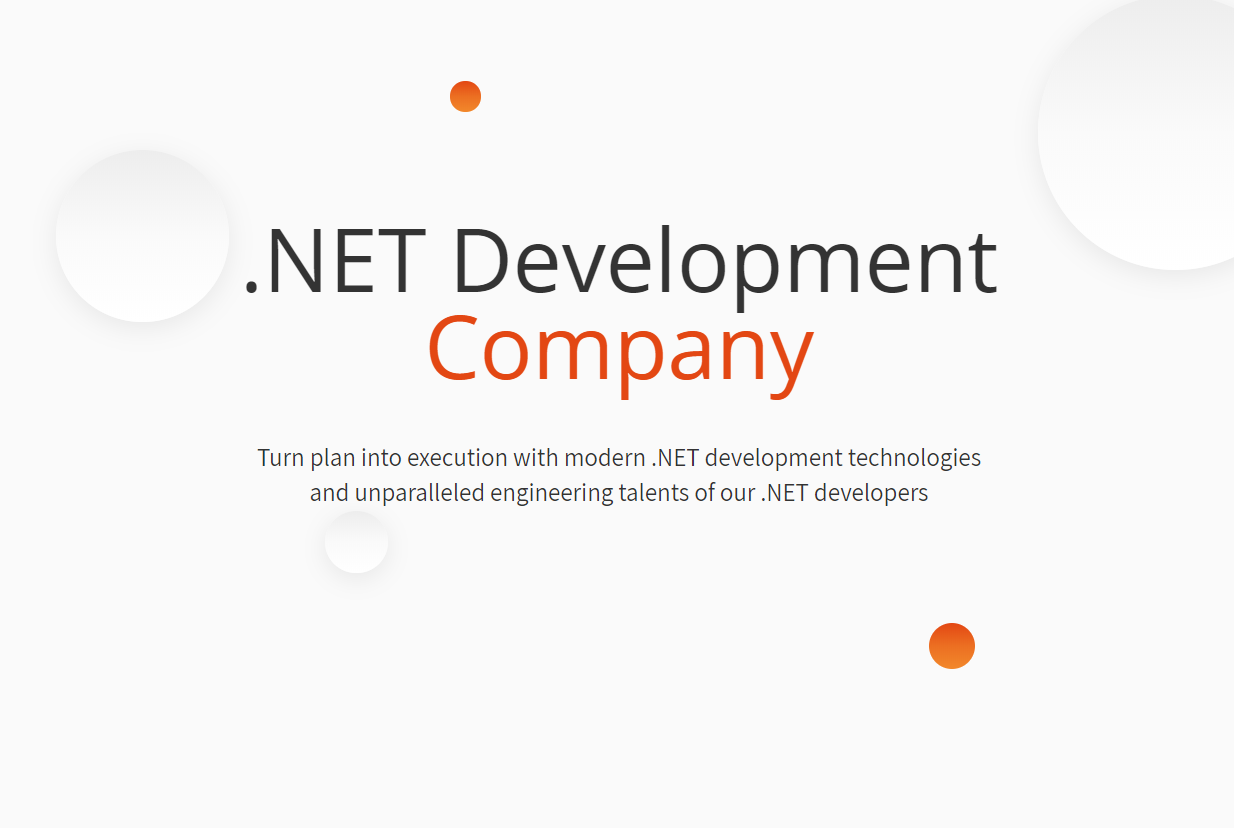 .NET Development
Company
Turn plan into execution with modern .NET development technologies
and unparalleled engineering talents of our .NET developers